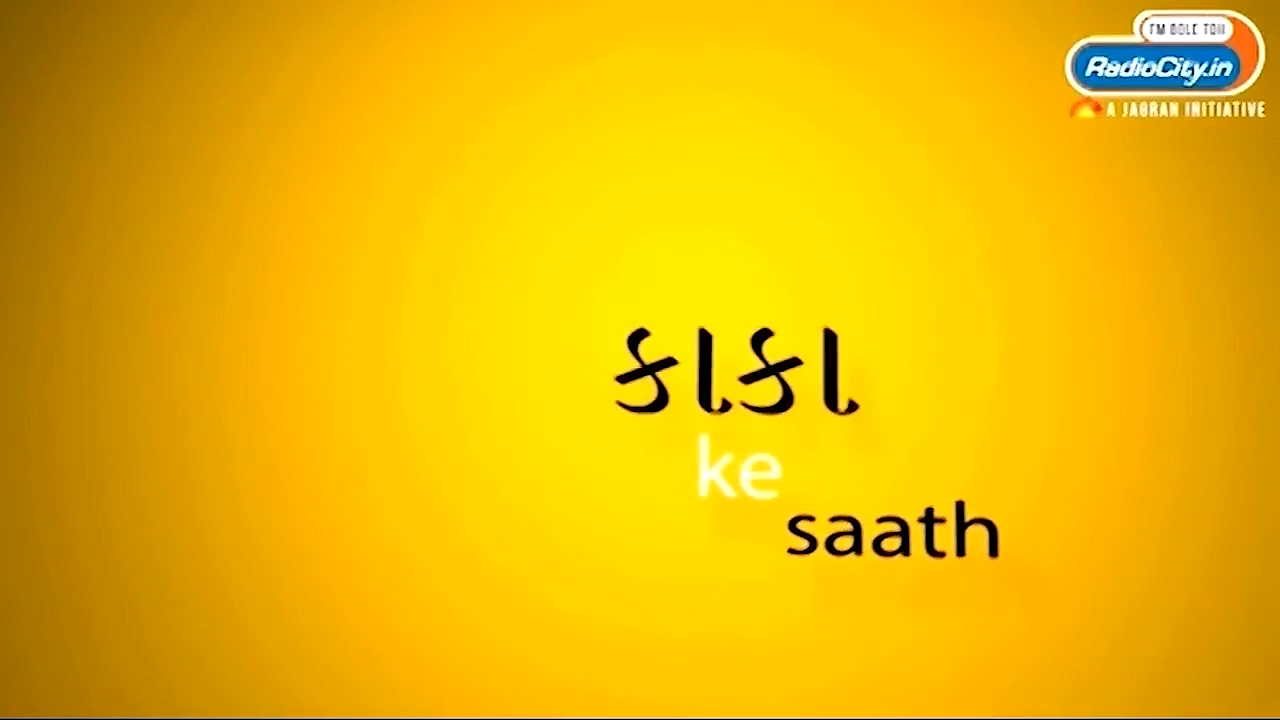 FM BOLE TOH
RadioCity.in
A JAGRAN INITIATIVE
કાકા
ke
saath